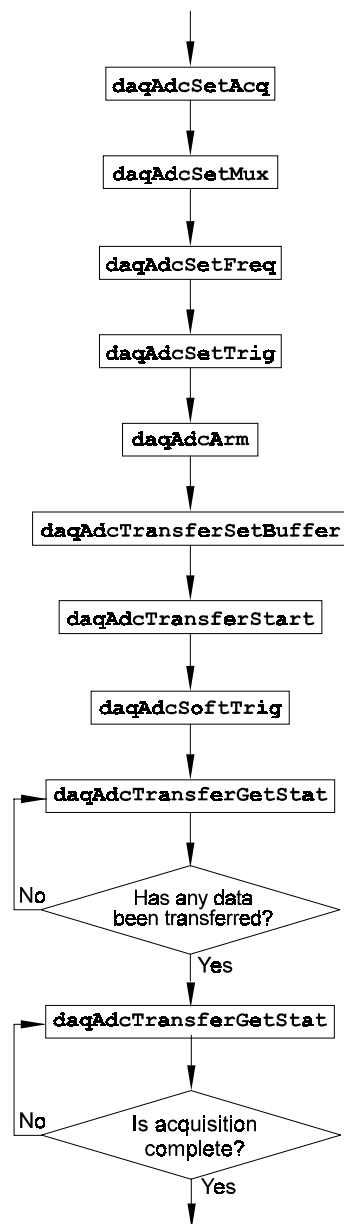 daqAdcSetAcq
daqAdcSetMux
daqAdcSetFreq
daqAdcSetTrig
daqAdcArm
daqAdcTransferSetBuffer
daqAdcTransferStart
daqAdcSoftTrig
daqAdcTransferGetStat
No
Has any data
been transferred?
Yes
daqAdcTransferGetStat
No
Is acquisition
complete?
Yes